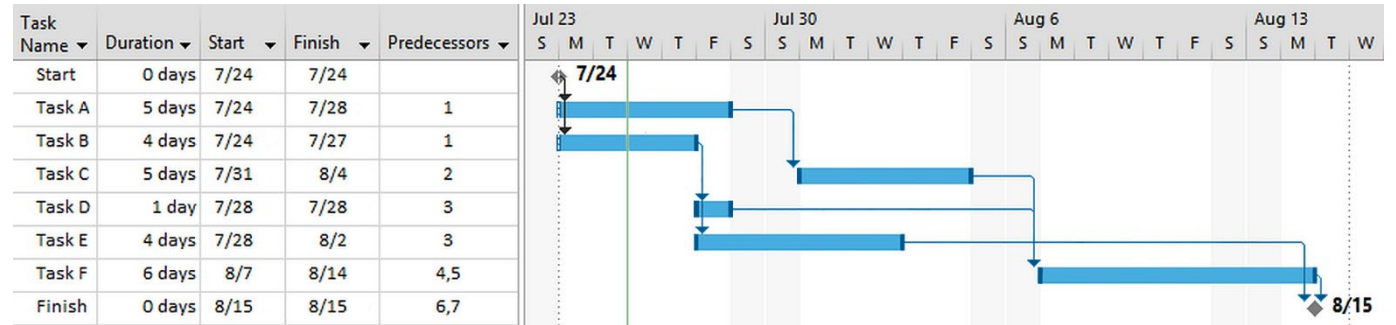 Task Name Duration Start Finish Predecessors Jul 23 Jul 30 Aug 6 Aug 13
S M T W T F S S M T W T F S S M T W T F S S M T W
Start 0 days 7/24 7/24 7/24
Task A 5 days 7/24 7/28 1
Task B 4 days 7/24 7/27 1
Task C 5 days 7/31 8/4 2
Task D 1 day 7/28 7/28 3
Task E 4 days 7/28 8/2 3
Task F 6 days 8/7 8/14 4,5
Finish 0 days 8/15 8/15 6,7 8/15